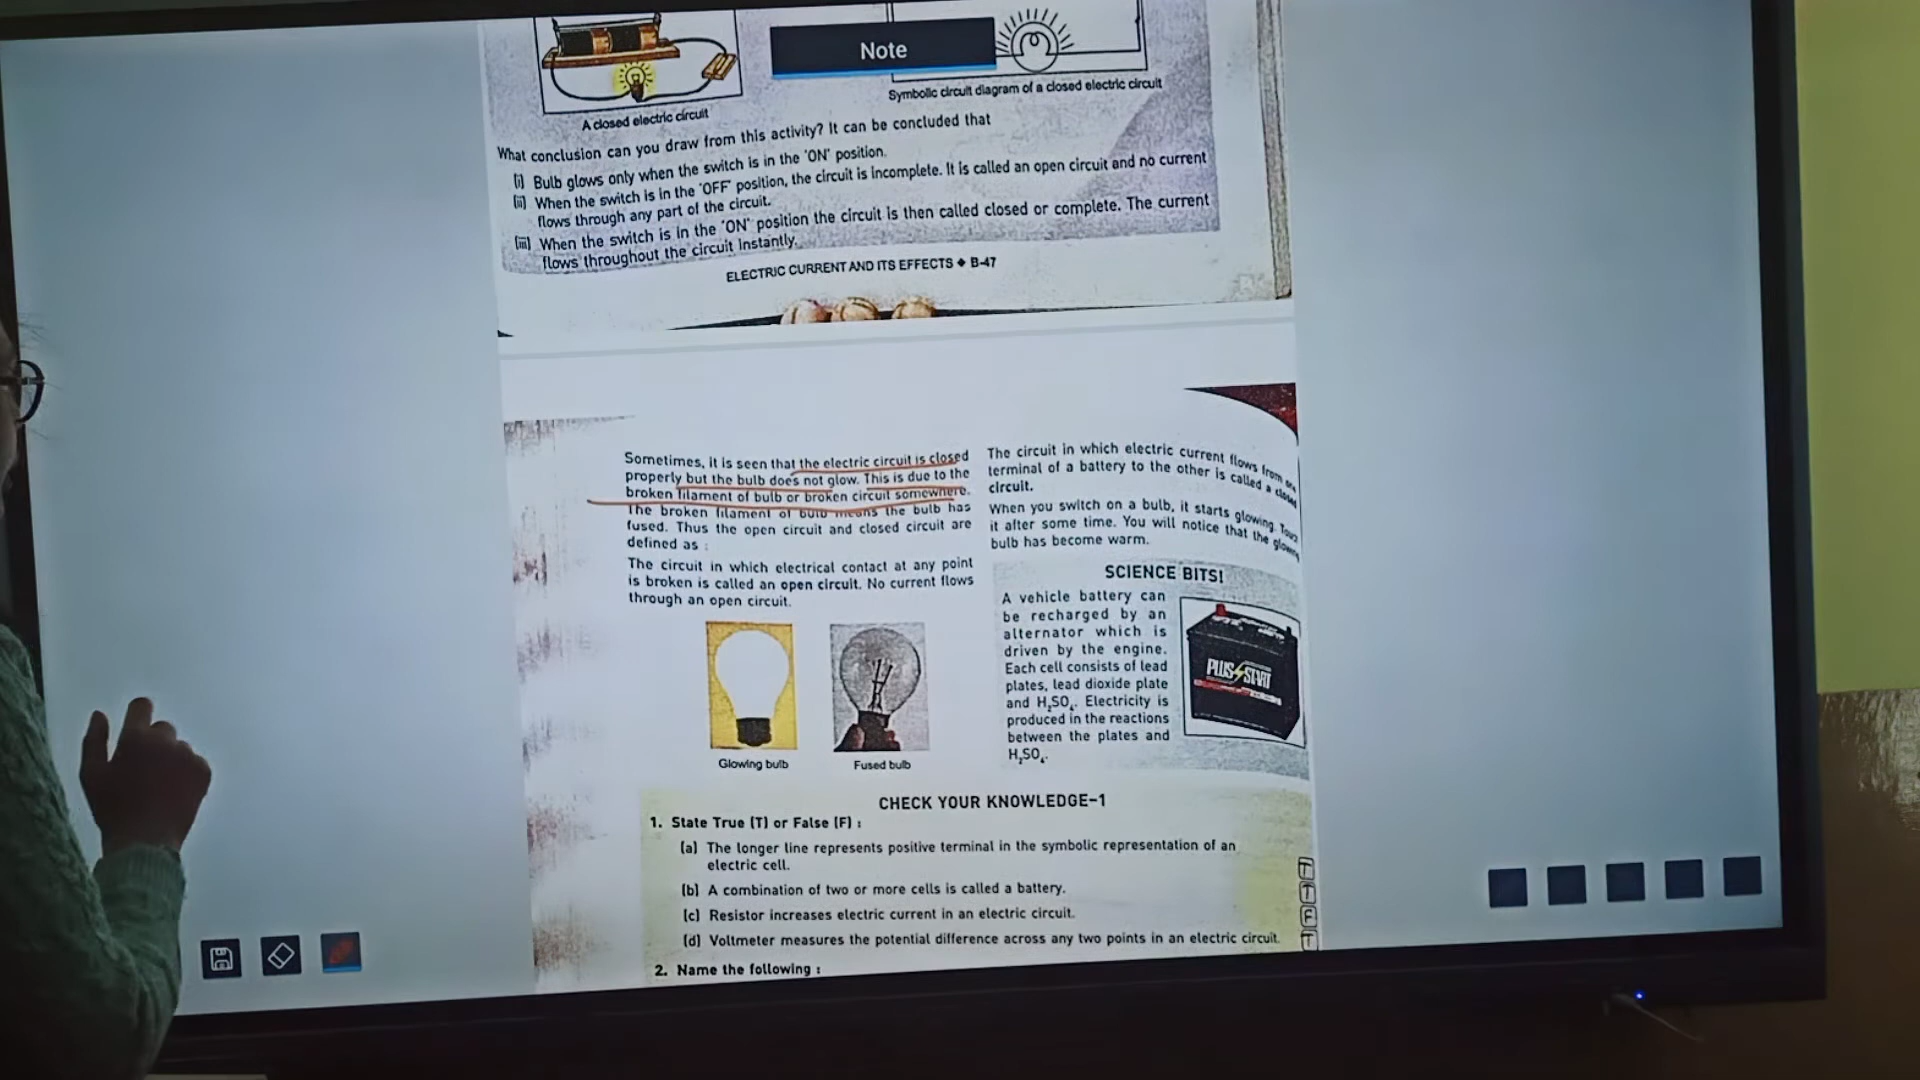 Note
A closed electric circuit
Symbolic circuit diagram of a closed electric circuit
What conclusion can you draw from this activity? It can be concluded that
(i) Bulb glows only when the switch is in the 'ON' position.
(ii) When the switch is in the 'OFF' position, the circuit is incomplete. It is called an open circuit and no current
flows through any part of the circuit.
(iii) When the switch is in the 'ON' position the circuit is then called closed or complete. The current
flows throughout the circuit instantly.
ELECTRIC CURRENT AND ITS EFFECTS ◆ B-47
Sometimes, it is seen that the electric circuit is closed
properly but the bulb does not glow. This is due to the
broken filament of bulb or broken circuit somewhere.
The broken filament of bulb means the bulb has
fused. Thus the open circuit and closed circuit are
defined as :
The circuit in which electrical contact at any point
is broken is called an open circuit. No current flows
through an open circuit.
Glowing bulb
Fused bulb
The circuit in which electric current flows from one
terminal of a battery to the other is called a closed
circuit.
When you switch on a bulb, it starts glowing. Touch
it after some time. You will notice that the glowing
bulb has become warm.
SCIENCE BITS!
A vehicle battery can
be recharged by an
alternator which is
driven by the engine.
Each cell consists of lead
plates, lead dioxide plate
and H₂SO₄. Electricity is
produced in the reactions
between the plates and
H₂SO₄.
PLUS
CHECK YOUR KNOWLEDGE-1
1. State True (T) or False (F) :
(a) The longer line represents positive terminal in the symbolic representation of an
electric cell. T
(b) A combination of two or more cells is called a battery. T
(c) Resistor increases electric current in an electric circuit. F
(d) Voltmeter measures the potential difference across any two points in an electric circuit. T
2. Name the following :